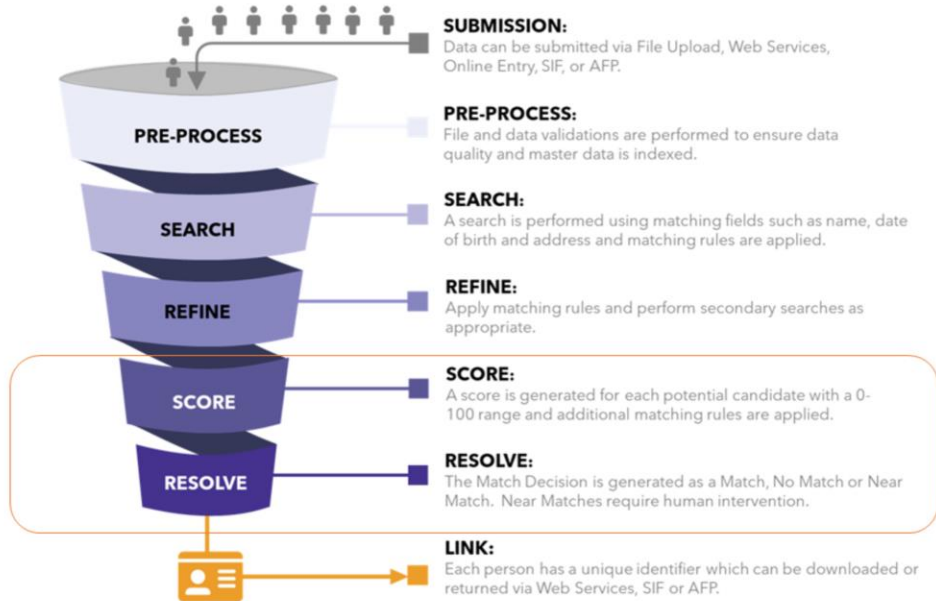 SUBMISSION:
Data can be submitted via File Upload, Web Services,
Online Entry, SIF, or AFP.
PRE-PROCESS
PRE-PROCESS:
File and data validations are performed to ensure data
quality and master data is indexed.
SEARCH
SEARCH:
A search is performed using matching fields such as name, date
of birth and address and matching rules are applied.
REFINE
REFINE:
Apply matching rules and perform secondary searches as
appropriate.
SCORE
SCORE:
A score is generated for each potential candidate with a 0-
100 range and additional matching rules are applied.
RESOLVE
RESOLVE:
The Match Decision is generated as a Match, No Match or Near
Match. Near Matches require human intervention.
LINK:
Each person has a unique identifier which can be downloaded or
returned via Web Services, SIF or AFP.